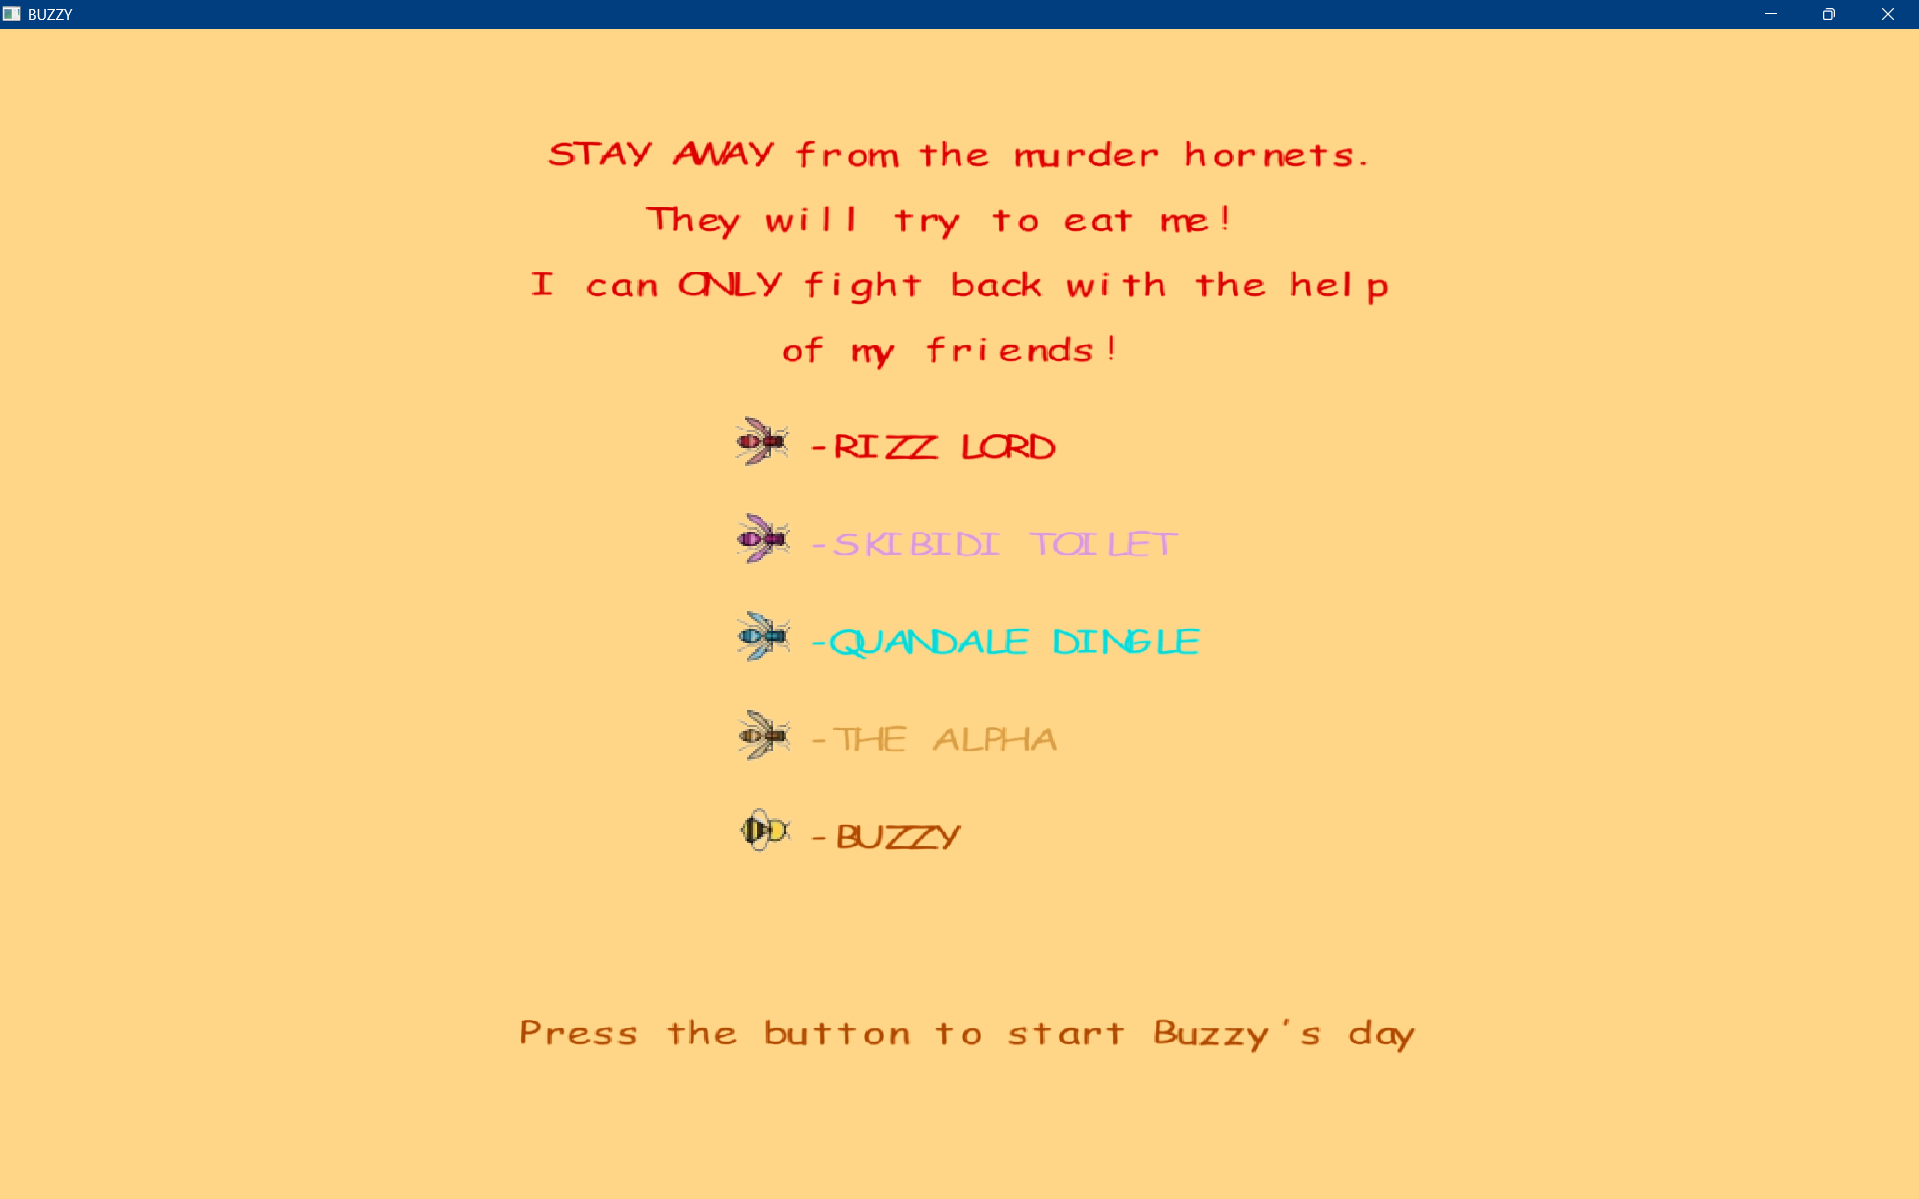 BUZZY
STAY AWAY from the murder hornets.
They will try to eat me!
I can ONLY fight back with the help
of my friends!
-RIZZ LORD
-SKIBIDI TOILET
-QUANDALE DINGLE
-THE ALPHA
-BUZZY
Press the button to start Buzzy's day